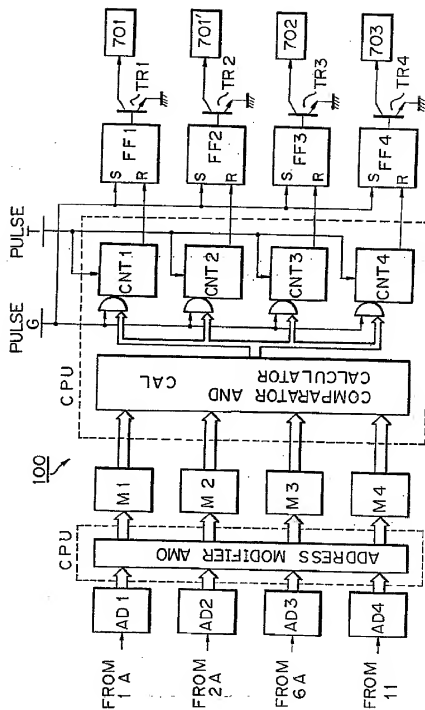 100
CPU
CPU
PULSE
G
PULSE
T
FROM
1A
AD1
M1
CNT1
S
R
FF1
TR1
701
FROM
2A
AD2
M2
CNT2
S
R
FF2
TR2
701'
FROM
6A
AD3
M3
CNT3
S
R
FF3
TR3
702
FROM
11
AD4
M4
CNT4
S
R
FF4
TR4
703
ADDRESS MODIFIER AMO
COMPARATOR AND
CALCULATOR
CAL